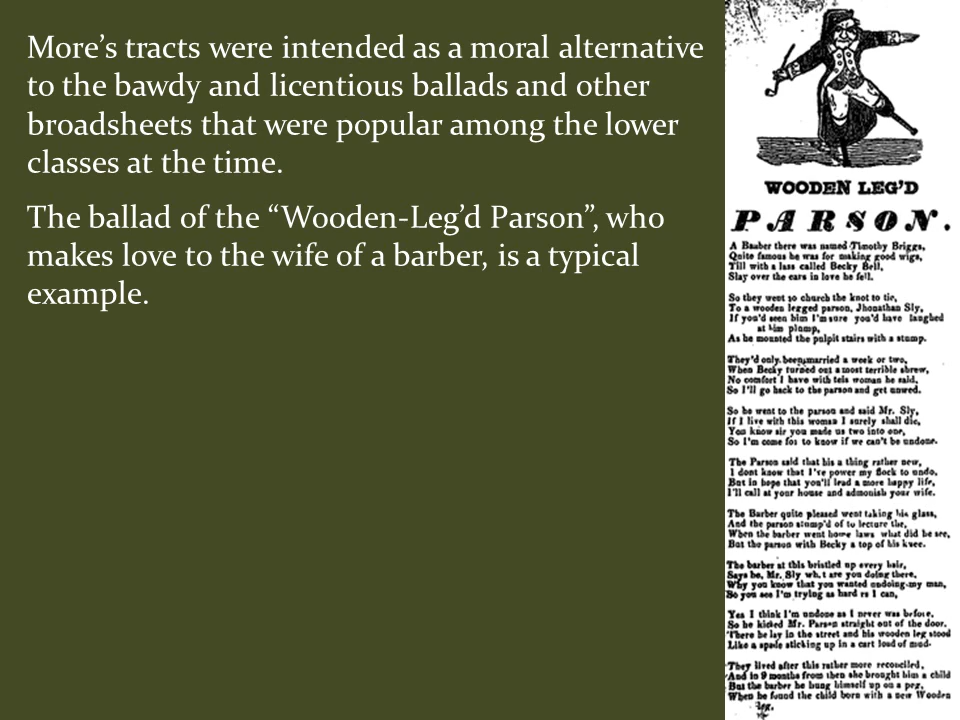 More’s tracts were intended as a moral alternative
to the bawdy and licentious ballads and other
broadsheets that were popular among the lower
classes at the time.
The ballad of the “Wooden-Leg’d Parson”, who
makes love to the wife of a barber, is a typical
example.
WOODEN LEG’D
PARSON.
A Baaber there was named Timothy Briggs,
Quite famous he was for making good wigs,
Till with a lass called Becky Bell,
Slay over the ears in love he fell.
So they went to church the knot to tie,
To a wooden legged parson, Jhonathan Sly,
If you'd seen him I'm sure you'd have laughed
at him plump,
As he mounted the pulpit stairs with a stamp.
They'd only been married a week or two,
When Becky turned out a most terrible shrew,
No comfort I have with teis woman he said,
So I'll go back to the parson and get unwed.
So he went to the parson and said Mr. Sly,
If I live with this woman I surely shall die,
You know sir you made us two into one,
So I'm come for to know if we can't be undone.
The Parson said that his a thing rather new,
I dont know that I've power my flock to undo,
But in hope that you'll lead a more happy life,
I'll call at your house and admonish your wife.
The Barber quite pleased went taking his glass,
And the parson stump'd of to lecture the,
When the barber went home laws what did he see,
But the parson with Becky a top of his knee.
The barber at this bristled up every hair,
Says he, Mr. Sly what are you doing there,
Why you know that you wanted undoing my man,
So you see I'm trying as hard as I can,
Yes I think I'm undone as I never was before,
So he kicked Mr. Parson straight out of the door.
There he lay in the street and his wooden leg stood
Like a spade sticking up in a cart load of mud.
They lived after this rather more reconciled,
And in 9 months from then she brought him a child
But the barber he hung himself up on a peg,
When he found the child born with a new Wooden
leg.